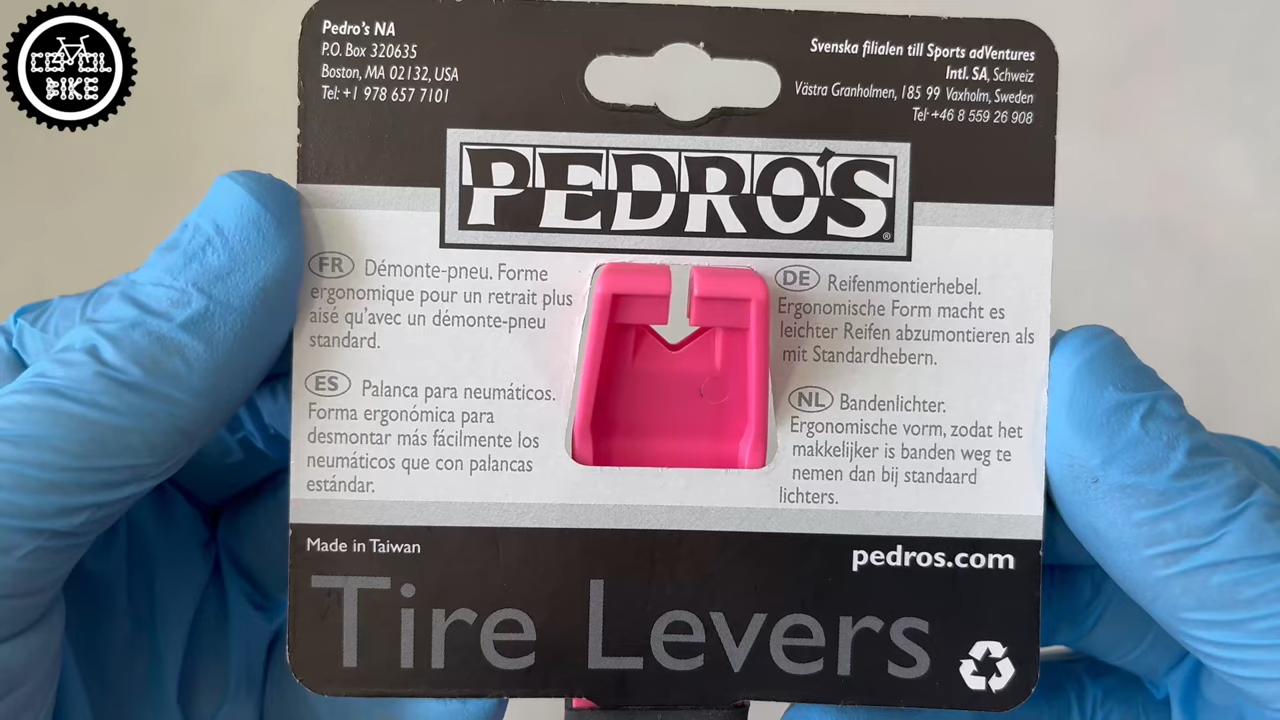 CEVOL
BIKE
Pedro's NA
P.O. Box 320635
Boston, MA 02132, USA
Tel: +1 978 657 7101
Svenska filialen till Sports adVentures
Intl. SA, Schweiz
Västra Granholmen, 185 99 Vaxholm, Sweden
Tel +46 8 559 26 908
PEDRO'S®
FR Démonte-pneu. Forme
ergonomique pour un retrait plus
aisé qu'avec un démonte-pneu
standard.
ES Palanca para neumáticos.
Forma ergonómica para
desmontar más fácilmente los
neumáticos que con palancas
estándar.
DE Reifenmontierhebel.
Ergonomische Form macht es
leichter Reifen abzumontieren als
mit Standardhebern.
NL Bandenlichter.
Ergonomische vorm, zodat het
makkelijker is banden weg te
nemen dan bij standaard
lichters.
Made in Taiwan
pedros.com
Tire Levers